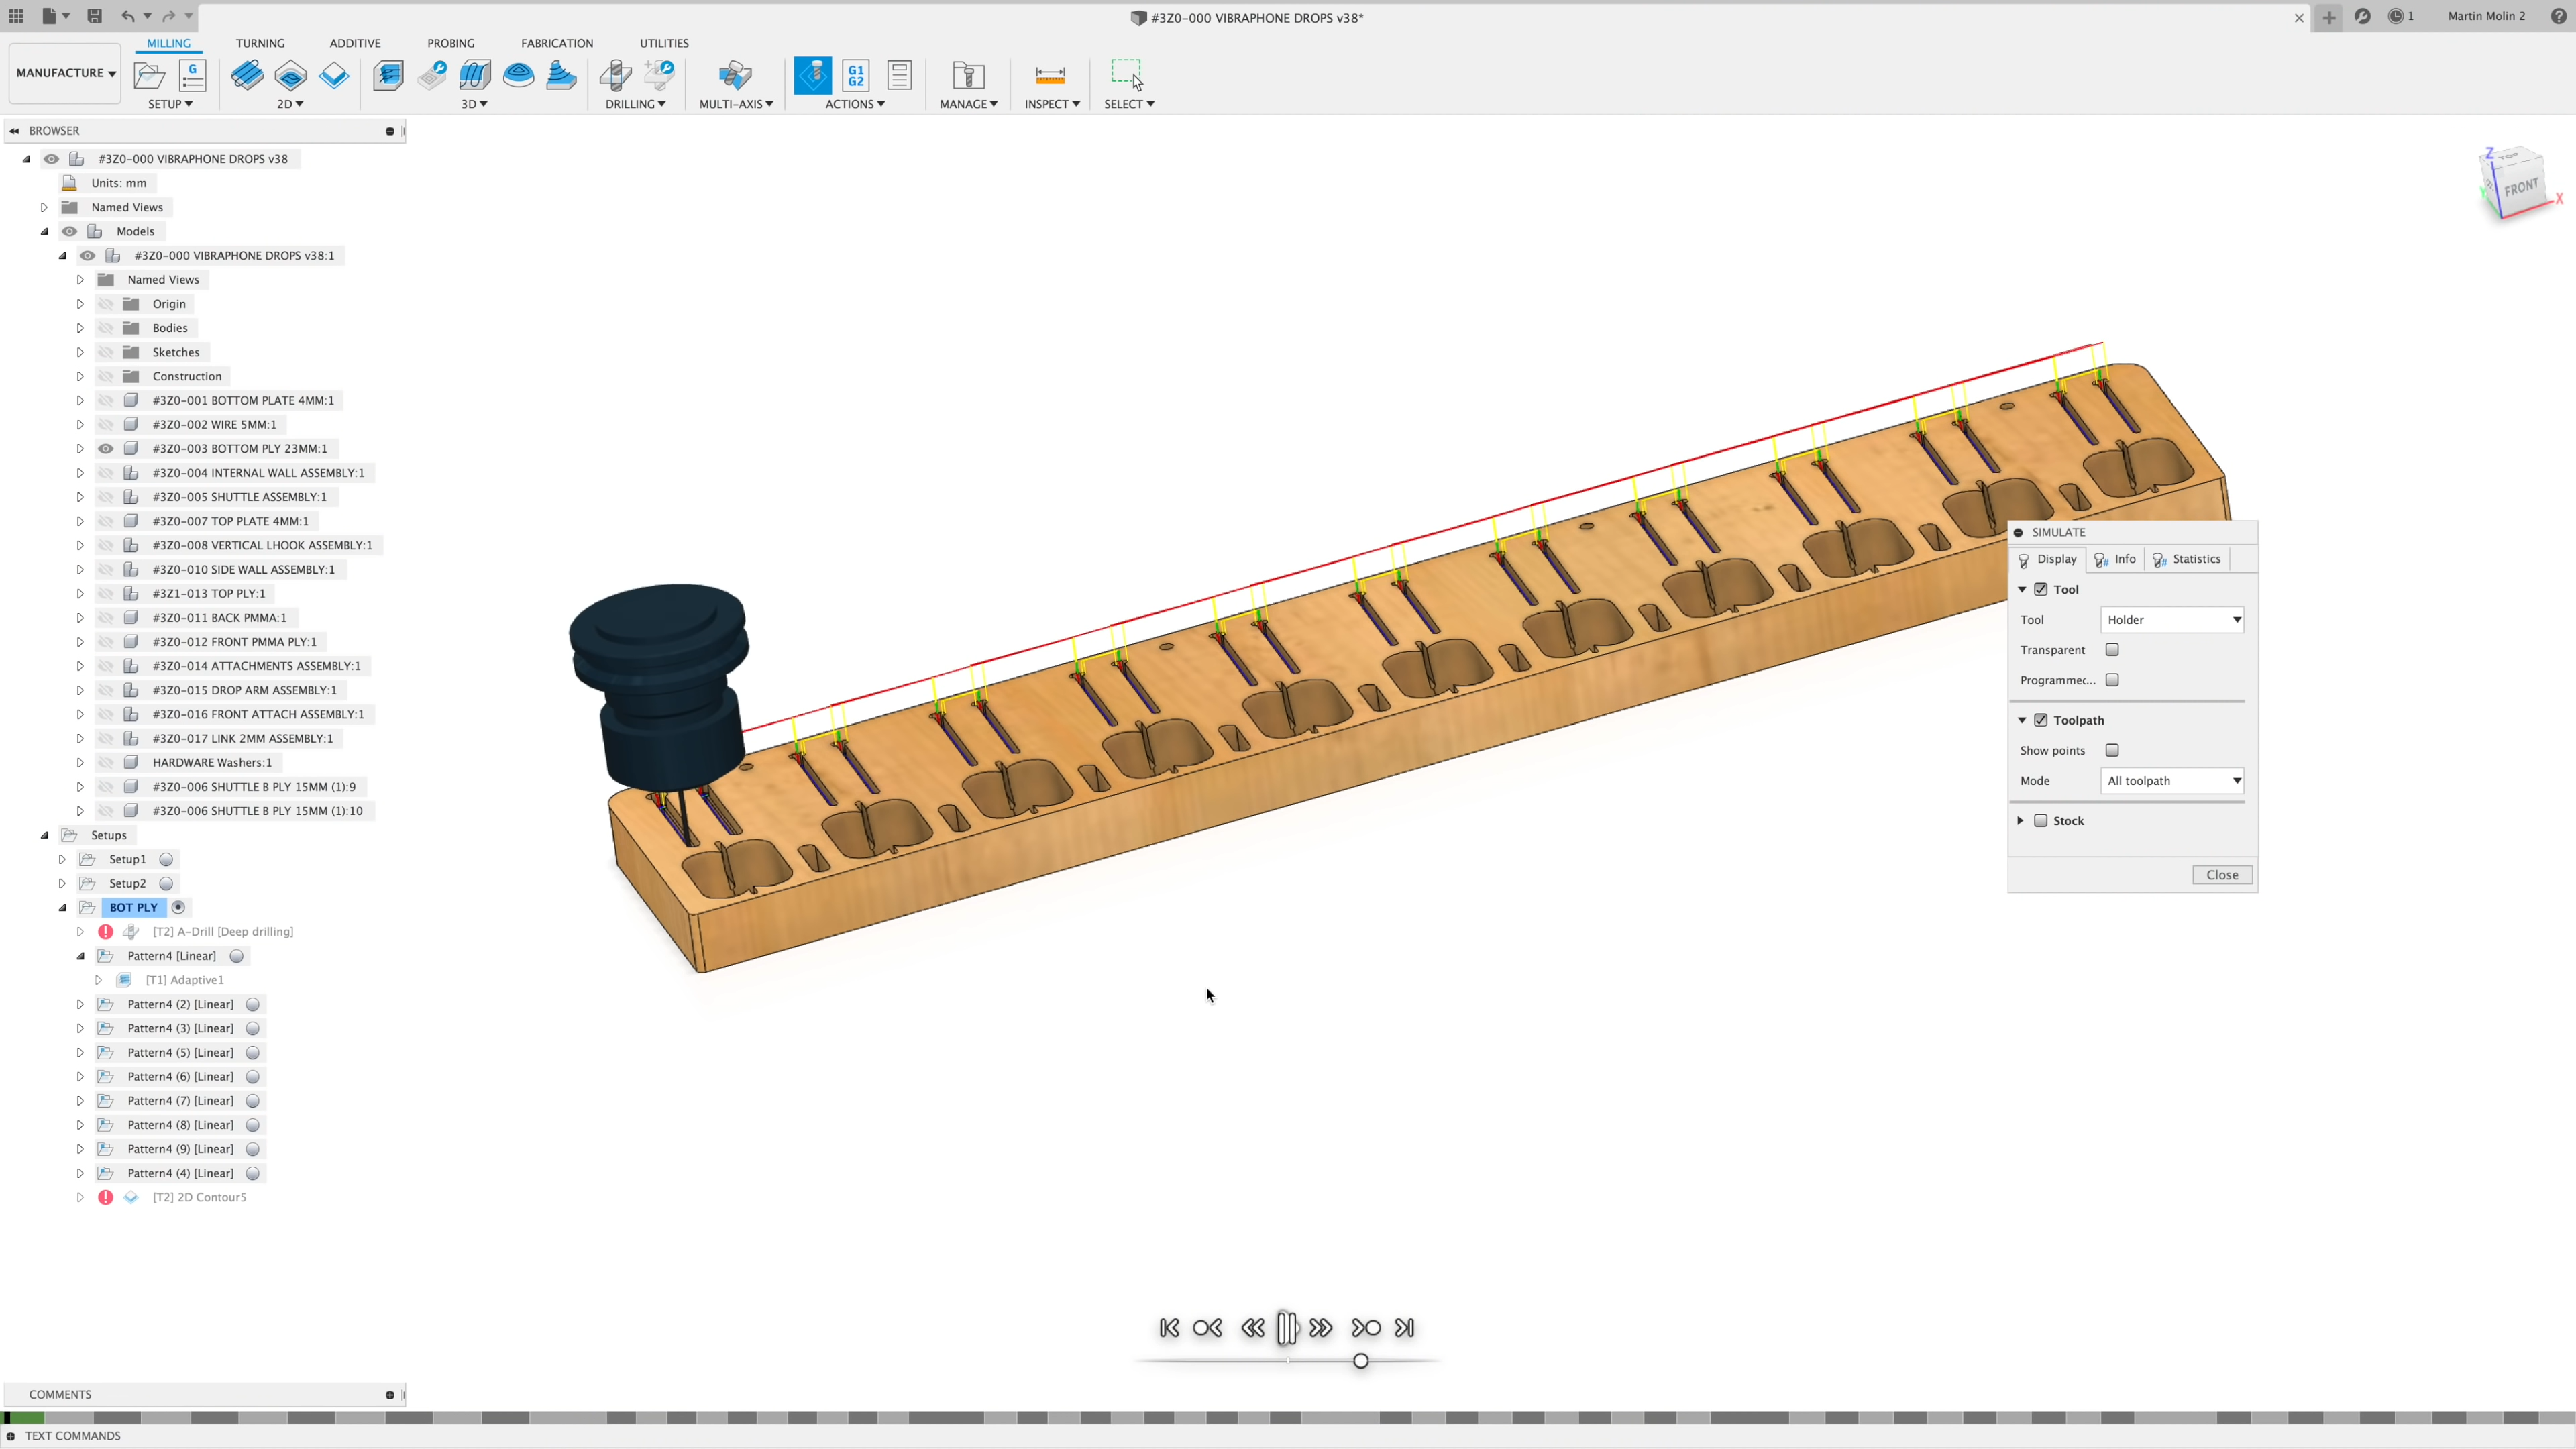 #3Z0-000 VIBRAPHONE DROPS v38*
1
Martin Molin 2
MANUFACTURE
MILLING
TURNING
ADDITIVE
PROBING
FABRICATION
UTILITIES
G
G1
G2
SETUP
2D
3D
DRILLING
MULTI-AXIS
ACTIONS
MANAGE
INSPECT
SELECT
BROWSER
#3Z0-000 VIBRAPHONE DROPS v38
Units: mm
Named Views
Models
#3Z0-000 VIBRAPHONE DROPS v38:1
Named Views
Origin
Bodies
Sketches
Construction
#3Z0-001 BOTTOM PLATE 4MM:1
#3Z0-002 WIRE 5MM:1
#3Z0-003 BOTTOM PLY 23MM:1
#3Z0-004 INTERNAL WALL ASSEMBLY:1
#3Z0-005 SHUTTLE ASSEMBLY:1
#3Z0-007 TOP PLATE 4MM:1
#3Z0-008 VERTICAL LHOOK ASSEMBLY:1
#3Z0-010 SIDE WALL ASSEMBLY:1
#3Z1-013 TOP PLY:1
#3Z0-011 BACK PMMA:1
#3Z0-012 FRONT PMMA PLY:1
#3Z0-014 ATTACHMENTS ASSEMBLY:1
#3Z0-015 DROP ARM ASSEMBLY:1
#3Z0-016 FRONT ATTACH ASSEMBLY:1
#3Z0-017 LINK 2MM ASSEMBLY:1
HARDWARE Washers:1
#3Z0-006 SHUTTLE B PLY 15MM (1):9
#3Z0-006 SHUTTLE B PLY 15MM (1):10
Setups
Setup1
Setup2
BOT PLY
[T2] A-Drill [Deep drilling]
Pattern4 [Linear]
[T1] Adaptive1
Pattern4 (2) [Linear]
Pattern4 (3) [Linear]
Pattern4 (5) [Linear]
Pattern4 (6) [Linear]
Pattern4 (7) [Linear]
Pattern4 (8) [Linear]
Pattern4 (9) [Linear]
Pattern4 (4) [Linear]
[T2] 2D Contour5
Z
TOP
FRONT
Y
X
SIMULATE
Display
Info
Statistics
Tool
Tool
Holder
Transparent
Programmec...
Toolpath
Show points
Mode
All toolpath
Stock
Close
COMMENTS
TEXT COMMANDS